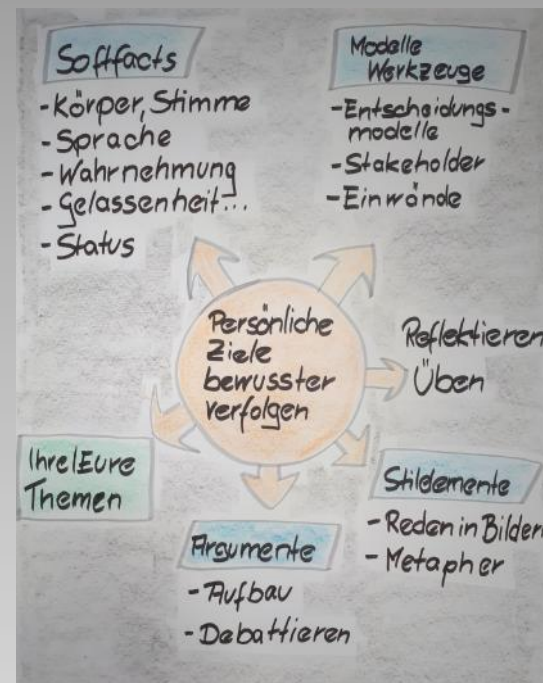 Softfacts
- Körper, Stimme
- Sprache
- Wahrnehmung
- Gelassenheit...
- Status
Modelle
Werkzeuge
- Entscheidungs-
modelle
- Stakeholder
- Einwände
Persönliche
Ziele
bewusster
verfolgen
Reflektieren
Üben
Ihre/Eure
Themen
Stilelemente
- Reden in Bildern
- Metapher
Argumente
- Aufbau
- Debattieren